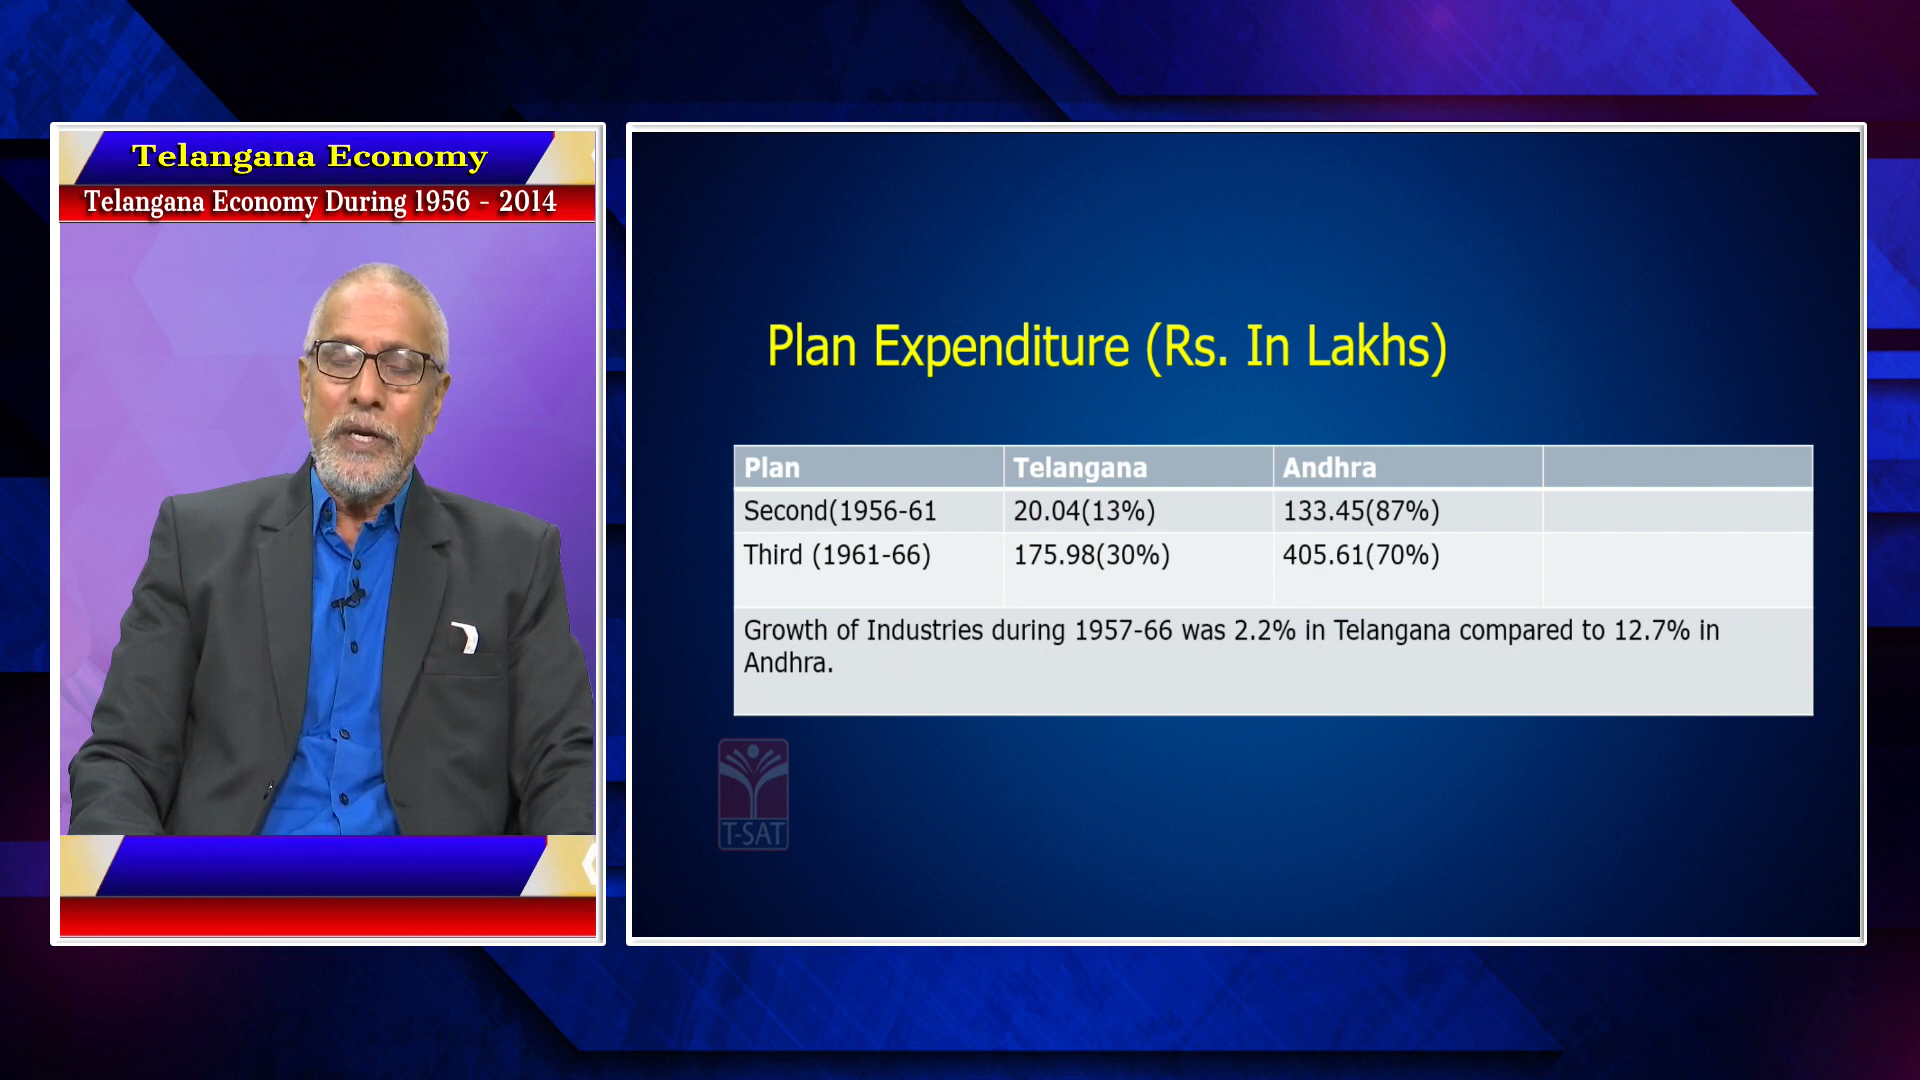 Telangana Economy
Telangana Economy During 1956 - 2014
Plan Expenditure (Rs. In Lakhs)
Plan Telangana Andhra
Second(1956-61 20.04(13%) 133.45(87%)
Third (1961-66) 175.98(30%) 405.61(70%)
Growth of Industries during 1957-66 was 2.2% in Telangana compared to 12.7% in
Andhra.
T-SAT